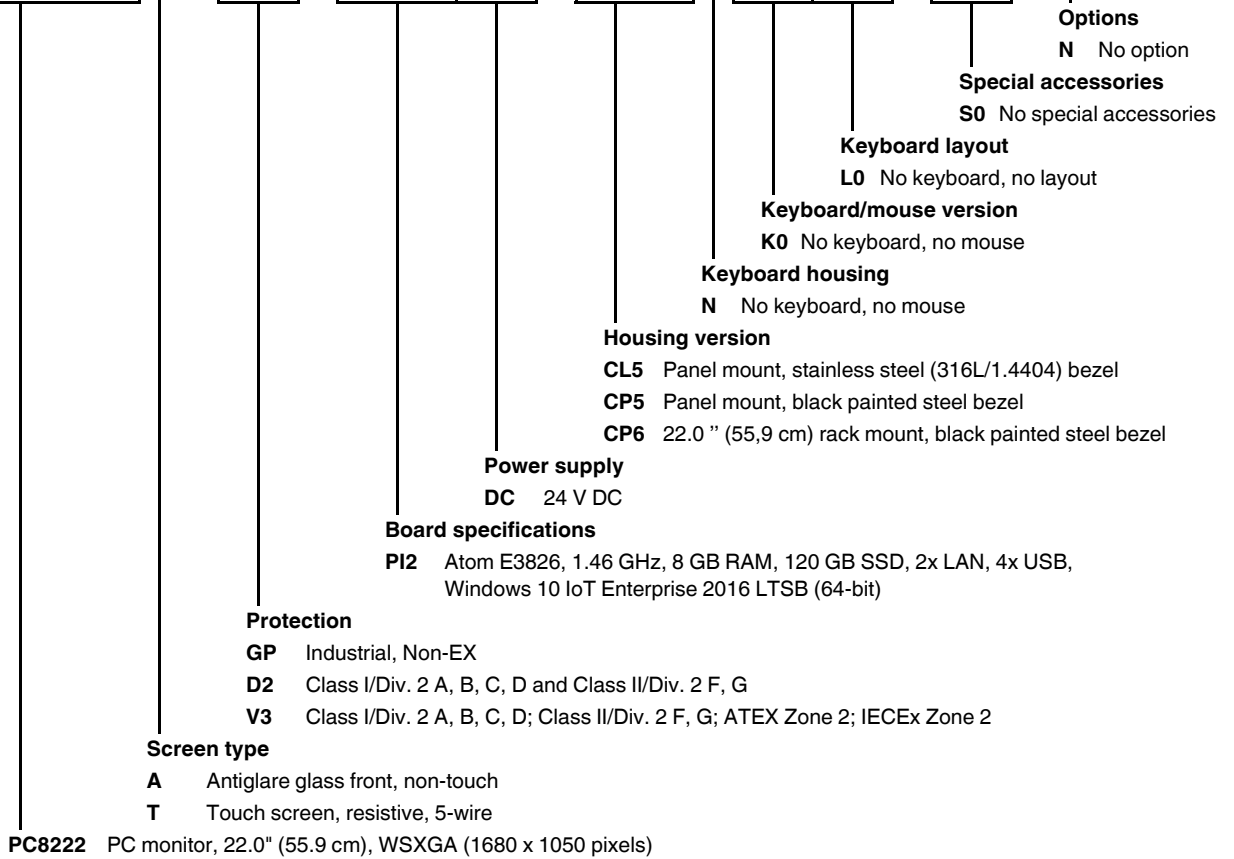 Options
N No option
Special accessories
S0 No special accessories
Keyboard layout
L0 No keyboard, no layout
Keyboard/mouse version
K0 No keyboard, no mouse
Keyboard housing
N No keyboard, no mouse
Housing version
CL5 Panel mount, stainless steel (316L/1.4404) bezel
CP5 Panel mount, black painted steel bezel
CP6 22.0 ’’ (55,9 cm) rack mount, black painted steel bezel
Power supply
DC 24 V DC
Board specifications
PI2 Atom E3826, 1.46 GHz, 8 GB RAM, 120 GB SSD, 2x LAN, 4x USB,
Windows 10 IoT Enterprise 2016 LTSB (64-bit)
Protection
GP Industrial, Non-EX
D2 Class I/Div. 2 A, B, C, D and Class II/Div. 2 F, G
V3 Class I/Div. 2 A, B, C, D; Class II/Div. 2 F, G; ATEX Zone 2; IECEx Zone 2
Screen type
A Antiglare glass front, non-touch
T Touch screen, resistive, 5-wire
PC8222 PC monitor, 22.0" (55.9 cm), WSXGA (1680 x 1050 pixels)